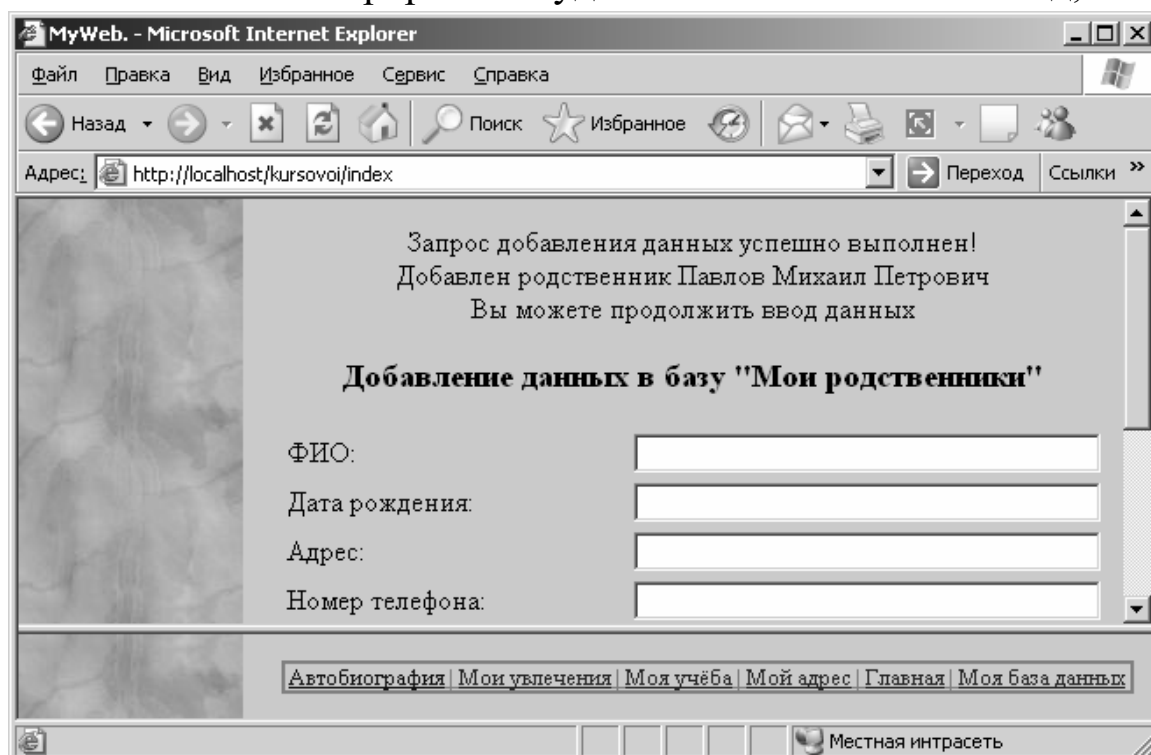 MyWeb. - Microsoft Internet Explorer
Файл Правка Вид Избранное Сервис Справка
Назад Поиск Избранное
Адрес: http://localhost/kursovoi/index Переход Ссылки »
Запрос добавления данных успешно выполнен!
Добавлен родственник Павлов Михаил Петрович
Вы можете продолжить ввод данных
Добавление данных в базу "Мои родственники"
ФИО:
Дата рождения:
Адрес:
Номер телефона:
Автобиография | Мои увлечения | Моя учёба | Мой адрес | Главная | Моя база данных
Местная интрасеть